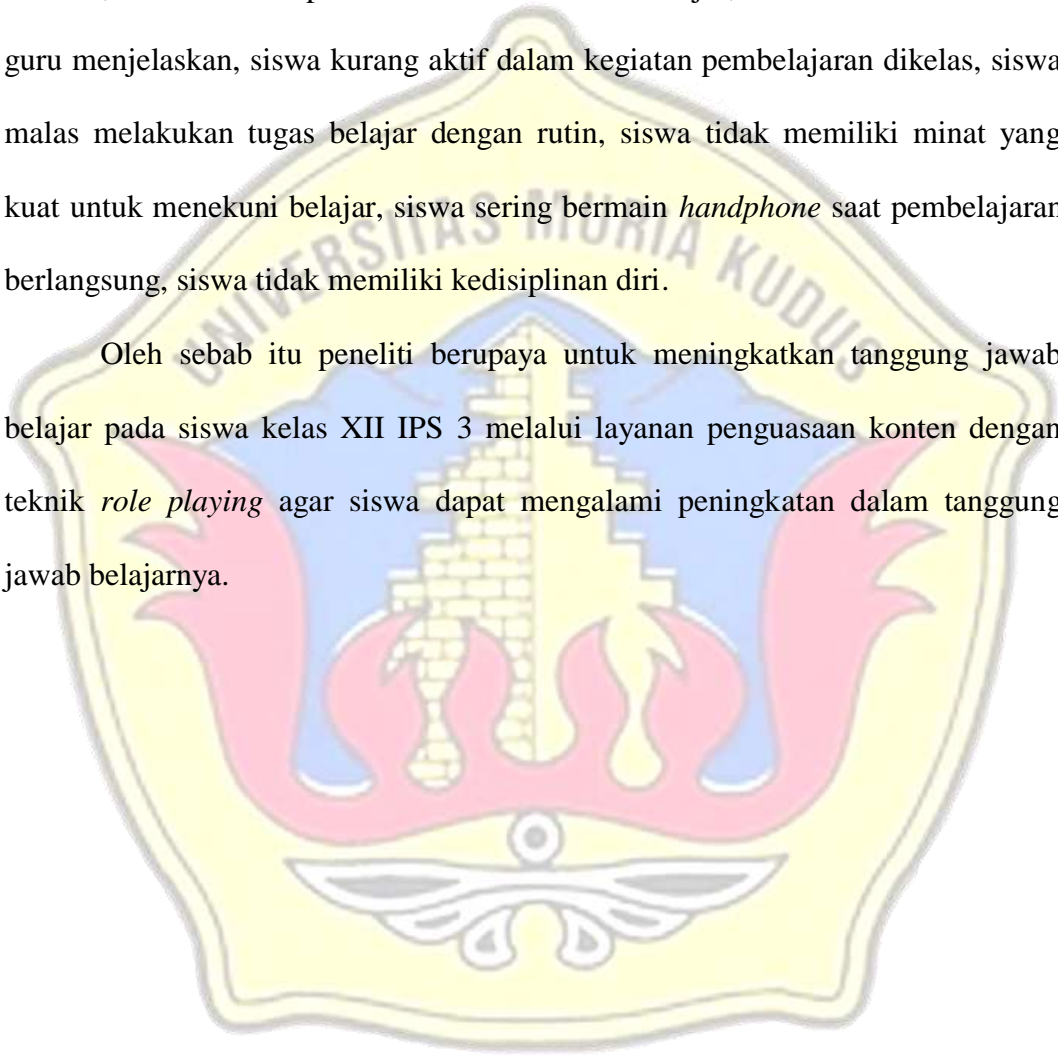 guru menjelaskan, siswa kurang aktif dalam kegiatan pembelajaran dikelas, siswa
malas melakukan tugas belajar dengan rutin, siswa tidak memiliki minat yang
kuat untuk menekuni belajar, siswa sering bermain handphone saat pembelajaran
berlangsung, siswa tidak memiliki kedisiplinan diri.
Oleh sebab itu peneliti berupaya untuk meningkatkan tanggung jawab
belajar pada siswa kelas XII IPS 3 melalui layanan penguasaan konten dengan
teknik role playing agar siswa dapat mengalami peningkatan dalam tanggung
jawab belajarnya.
UNIVERSITAS MURIA KUDUS